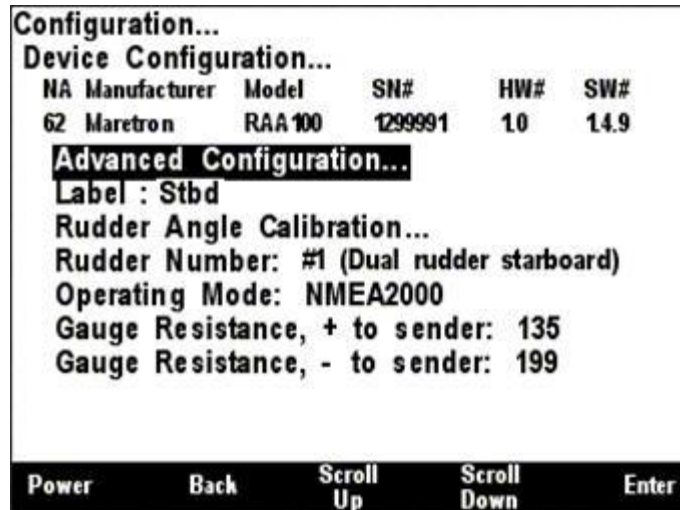 Configuration...
Device Configuration...
NA Manufacturer Model SN# HW# SW#
62 Maretron RAA100 1299991 1.0 1.4.9
Advanced Configuration...
Label : Stbd
Rudder Angle Calibration...
Rudder Number: #1 (Dual rudder starboard)
Operating Mode: NMEA2000
Gauge Resistance, + to sender: 135
Gauge Resistance, - to sender: 199
Power Back Scroll Up Scroll Down Enter